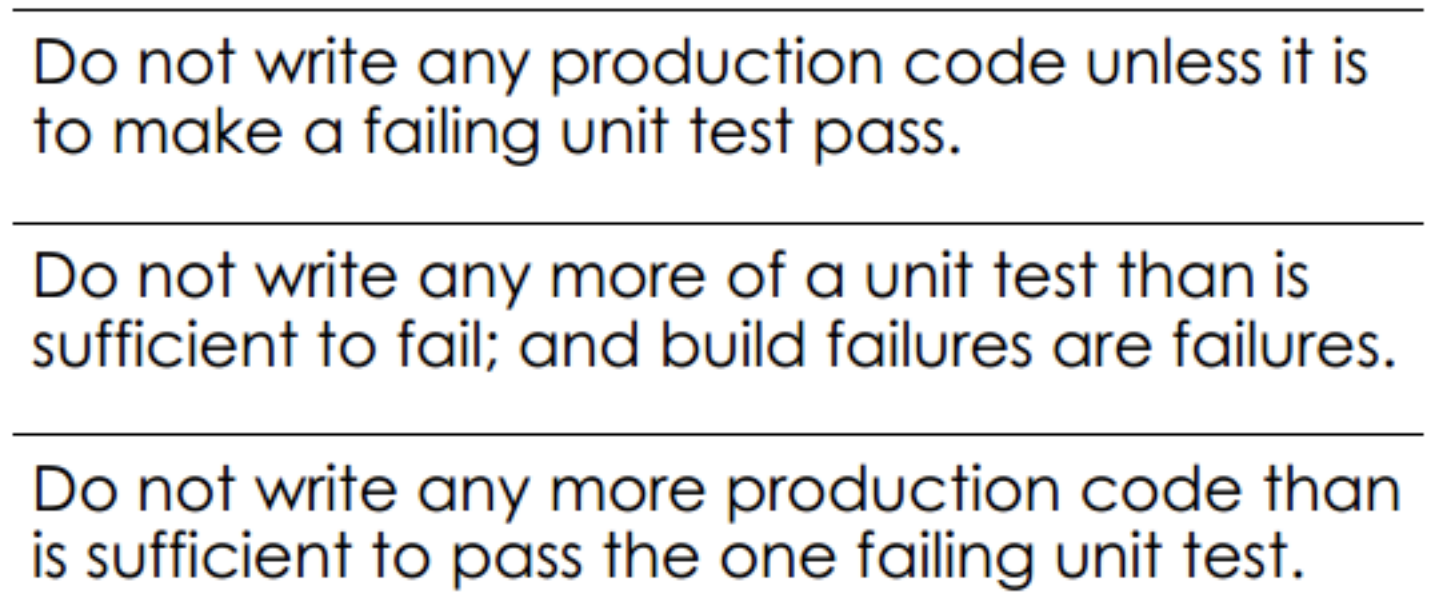 Do not write any production code unless it is
to make a failing unit test pass.
Do not write any more of a unit test than is
sufficient to fail; and build failures are failures.
Do not write any more production code than
is sufficient to pass the one failing unit test.